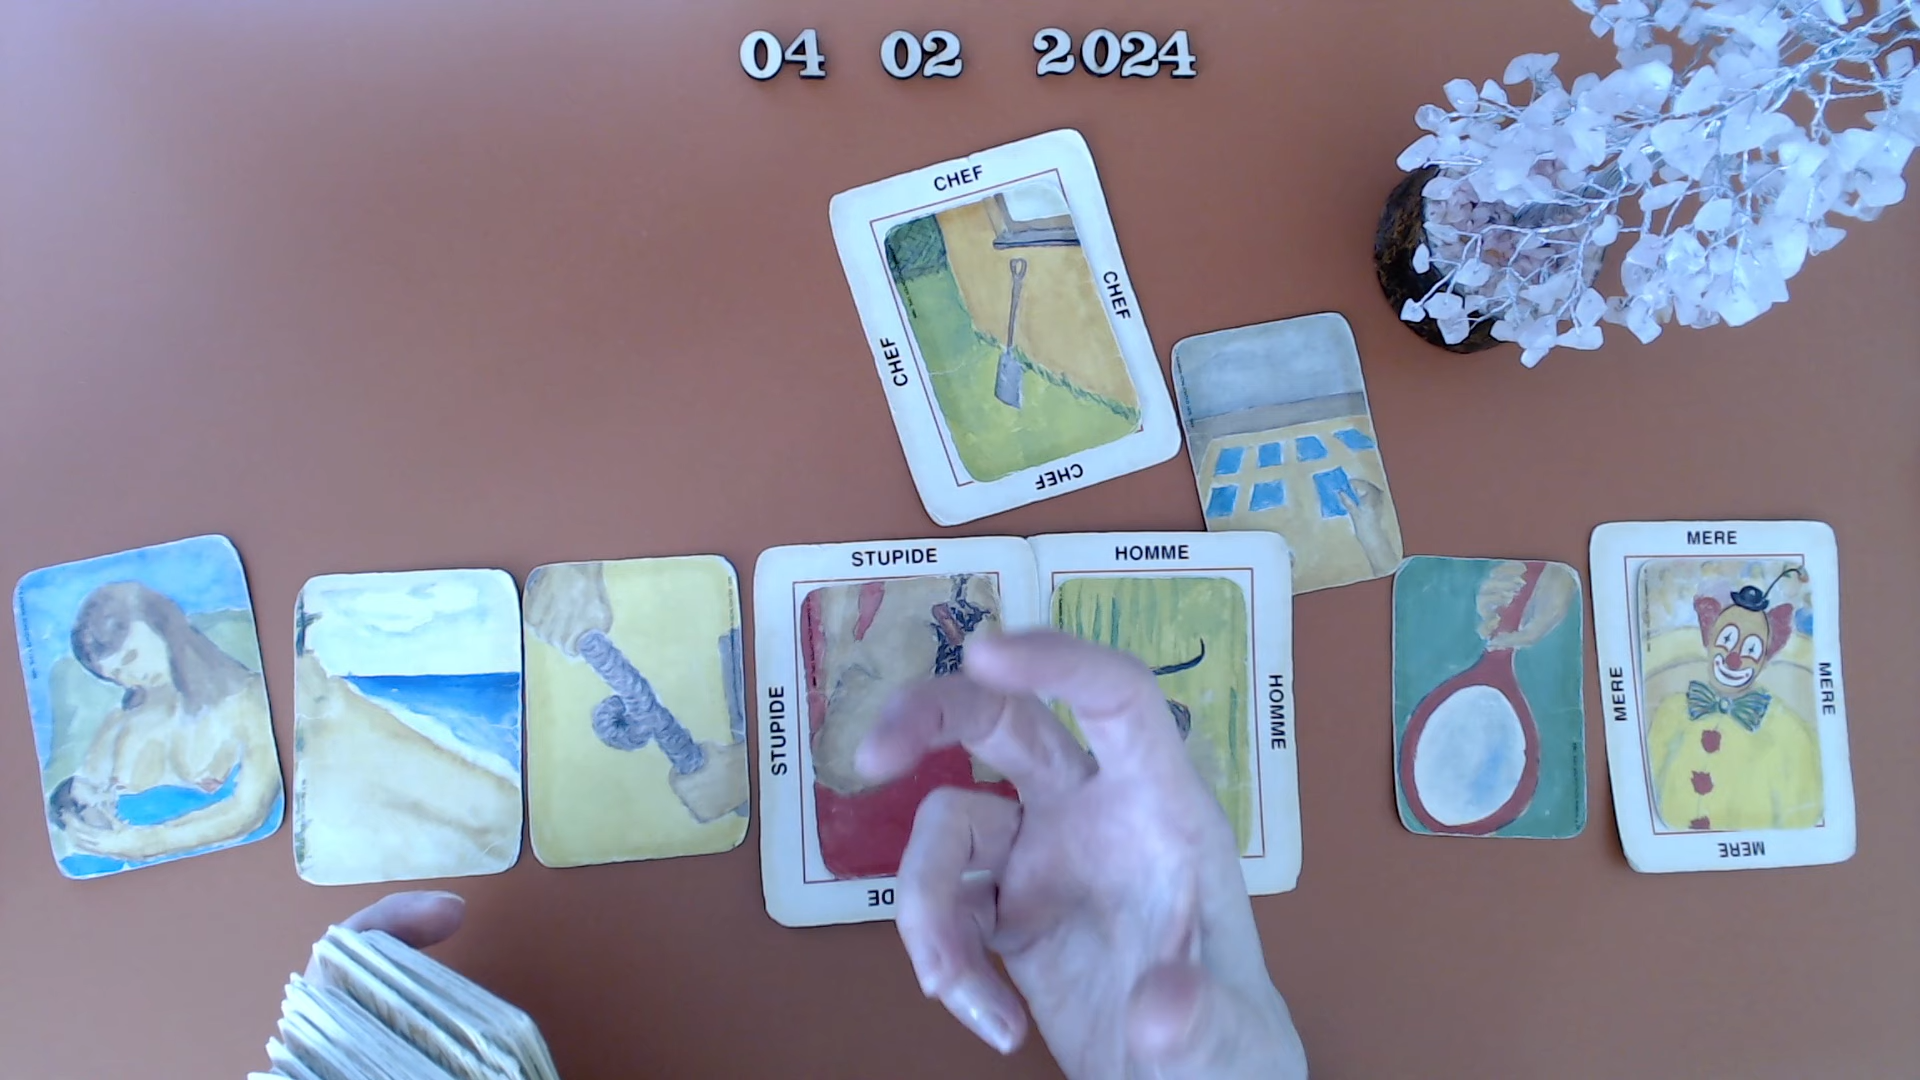 04 02 2024
CHEF
CHEF
CHEF
CHEF
STUPIDE
STUPIDE
DE
HOMME
HOMME
MERE
MERE
MERE
MERE